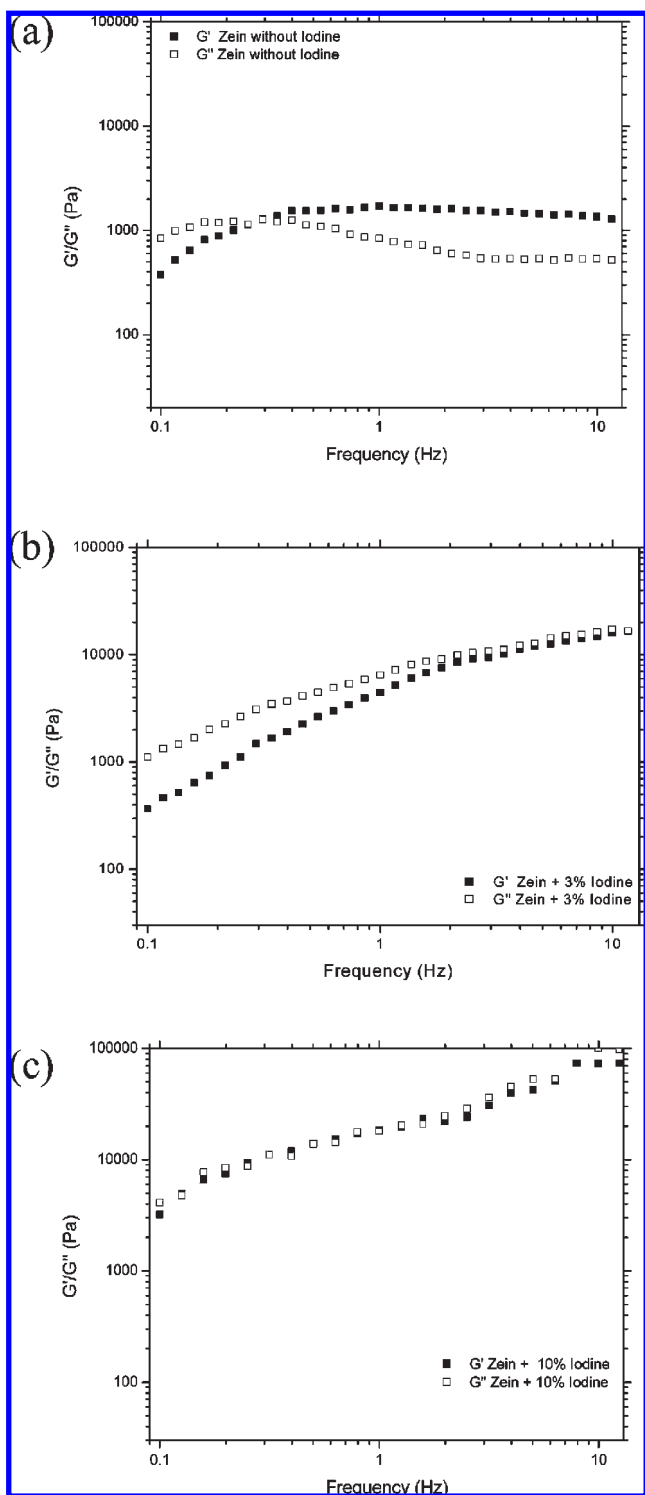 (a)
G' Zein without Iodine
G'' Zein without Iodine
100000
10000
1000
100
G'/G'' (Pa)
0.1 1 10
Frequency (Hz)
(b)
100000
10000
1000
100
G'/G'' (Pa)
G' Zein + 3% Iodine
G'' Zein + 3% Iodine
0.1 1 10
Frequency (Hz)
(c)
100000
10000
1000
100
G'/G'' (Pa)
G' Zein + 10% Iodine
G'' Zein + 10% Iodine
0.1 1 10
Frequency (Hz)